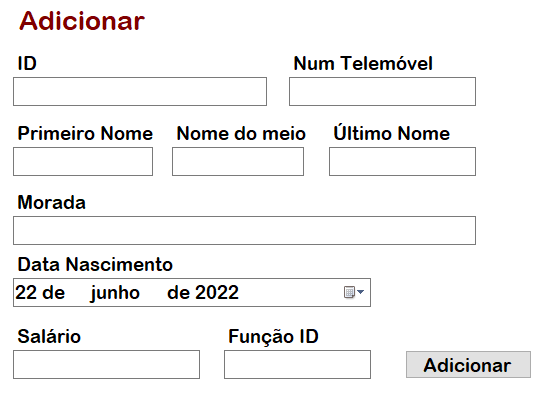 Adicionar
ID Num Telemóvel
Primeiro Nome Nome do meio Último Nome
Morada
Data Nascimento
22 de junho de 2022
Salário Função ID
Adicionar